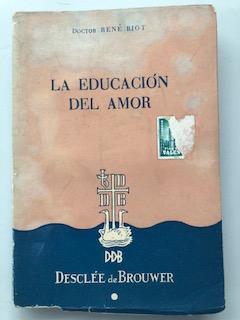 DOCTOR RENÉ BIOT
LA EDUCACIÓN
DEL AMOR
DDB
DESCLÉE de BROUWER